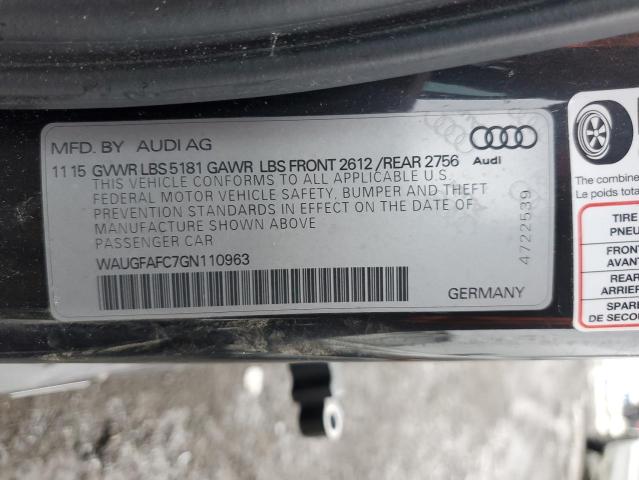 MFD. BY AUDI AG
11 15 GVWR LBS 5181 GAWR LBS FRONT 2612 /REAR 2756
THIS VEHICLE CONFORMS TO ALL APPLICABLE U.S.
FEDERAL MOTOR VEHICLE SAFETY, BUMPER AND THEFT
PREVENTION STANDARDS IN EFFECT ON THE DATE OF
MANUFACTURE SHOWN ABOVE
PASSENGER CAR
WAUGFAFC7GN110963
GERMANY
Audi
4722539
The combine
Le poids total
TIRE
PNEU
FRONT
AVANT
REAR
ARRIER
SPARE
DE SECOU